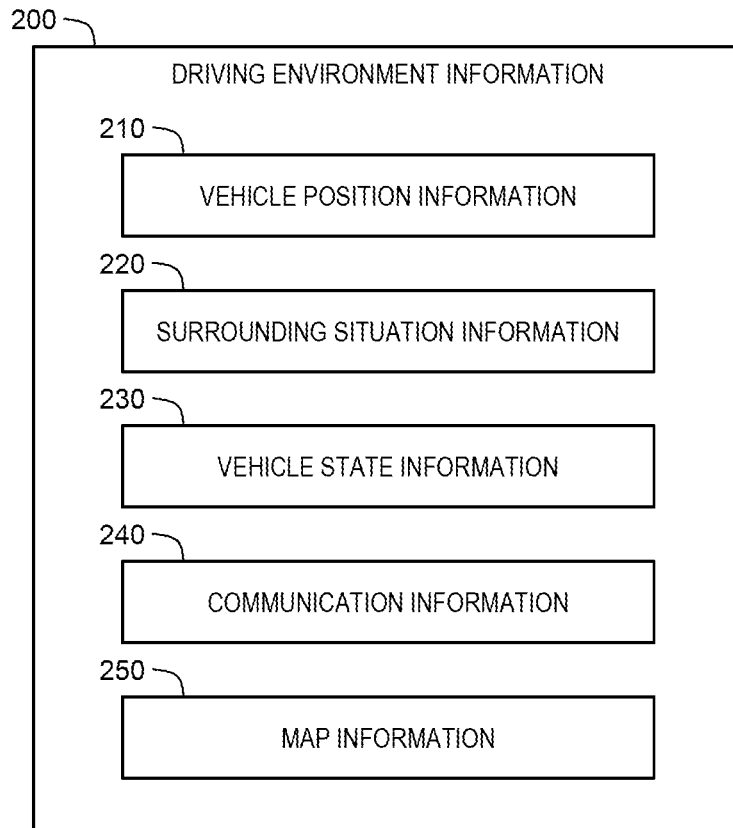 200
DRIVING ENVIRONMENT INFORMATION
210
VEHICLE POSITION INFORMATION
220
SURROUNDING SITUATION INFORMATION
230
VEHICLE STATE INFORMATION
240
COMMUNICATION INFORMATION
250
MAP INFORMATION